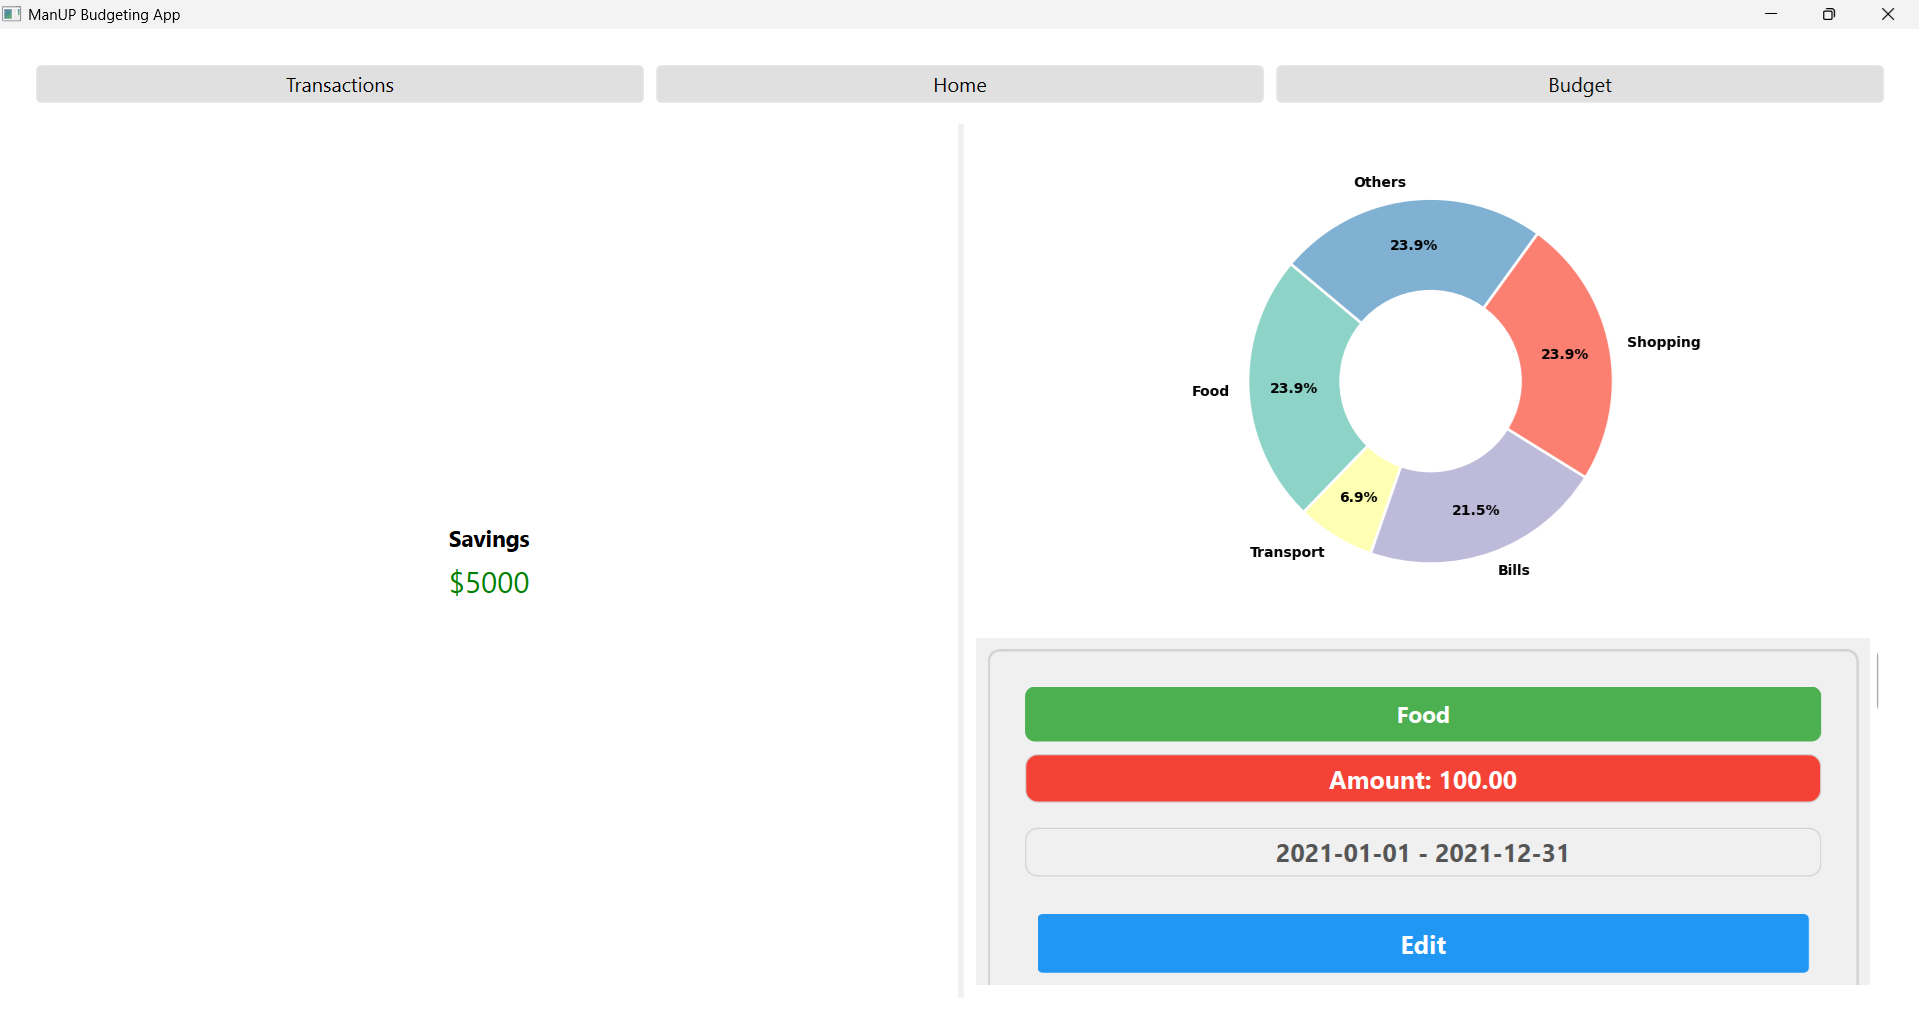 ManUP Budgeting App
Transactions
Home
Budget
Savings
$5000
Others
23.9%
Shopping
23.9%
Food
23.9%
6.9%
Transport
21.5%
Bills
Food
Amount: 100.00
2021-01-01 - 2021-12-31
Edit